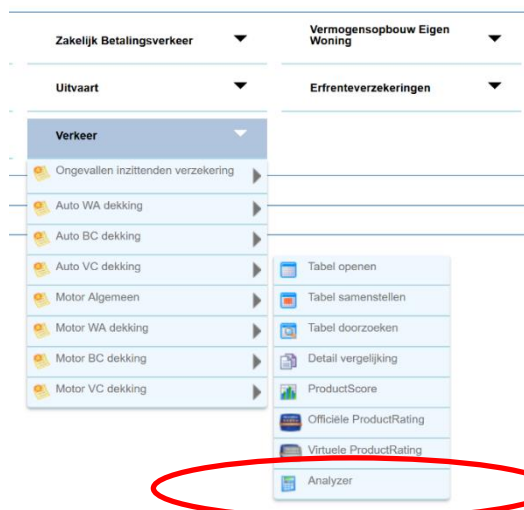 Zakelijk Betalingsverkeer
Vermogensopbouw Eigen
Woning
Uitvaart
Erfrenteverzekeringen
Verkeer
Ongevallen inzittenden verzekering
Auto WA dekking
Auto BC dekking
Auto VC dekking
Motor Algemeen
Motor WA dekking
Motor BC dekking
Motor VC dekking
Tabel openen
Tabel samenstellen
Tabel doorzoeken
Detail vergelijking
ProductScore
Officiële ProductRating
Virtuele ProductRating
Analyzer